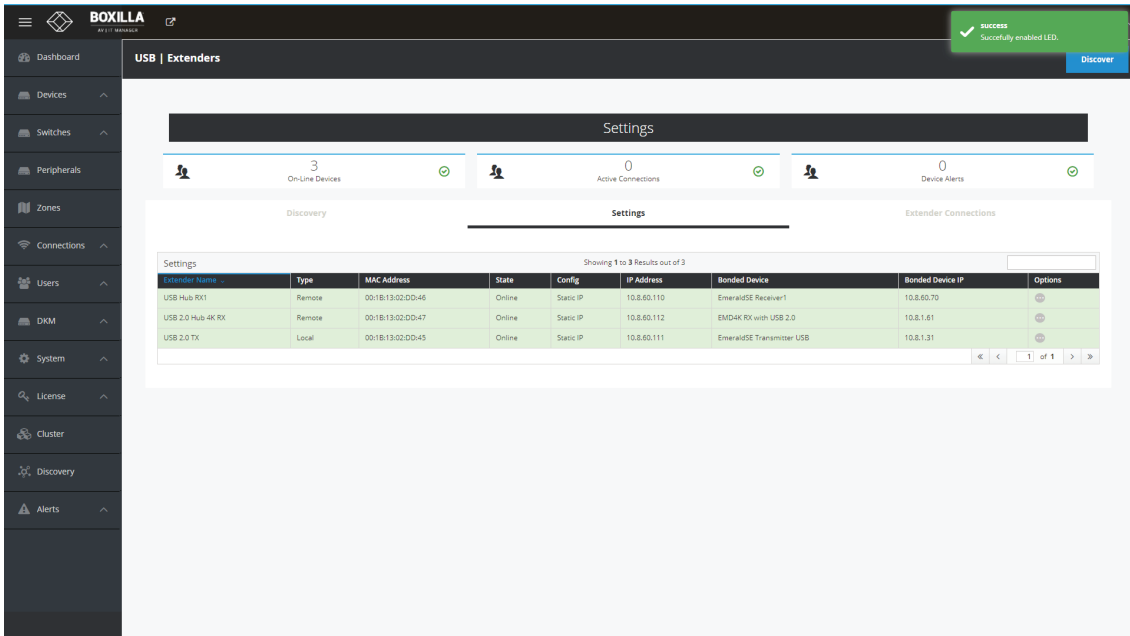 BOXILLA
AV | IT MANAGER
success
Succefully enabled LED.
Dashboard
USB | Extenders
Discover
Devices
Switches
Peripherals
Zones
Connections
Users
DKM
System
License
Cluster
Discovery
Alerts
Settings
3
On-Line Devices
0
Active Connections
0
Device Alerts
Discovery
Settings
Extender Connections
Settings
Showing 1 to 3 Results out of 3
Extender Name Type MAC Address State Config IP Address Bonded Device Bonded Device IP Options
USB Hub RX1 Remote 00:1B:13:02:DD:46 Online Static IP 10.8.60.110 EmeraldSE Receiver1 10.8.60.70
USB 2.0 Hub 4K RX Remote 00:1B:13:02:DD:47 Online Static IP 10.8.60.112 EMD4K RX with USB 2.0 10.8.1.61
USB 2.0 TX Local 00:1B:13:02:DD:45 Online Static IP 10.8.60.111 EmeraldSE Transmitter USB 10.8.1.31
« < 1 of 1 > »